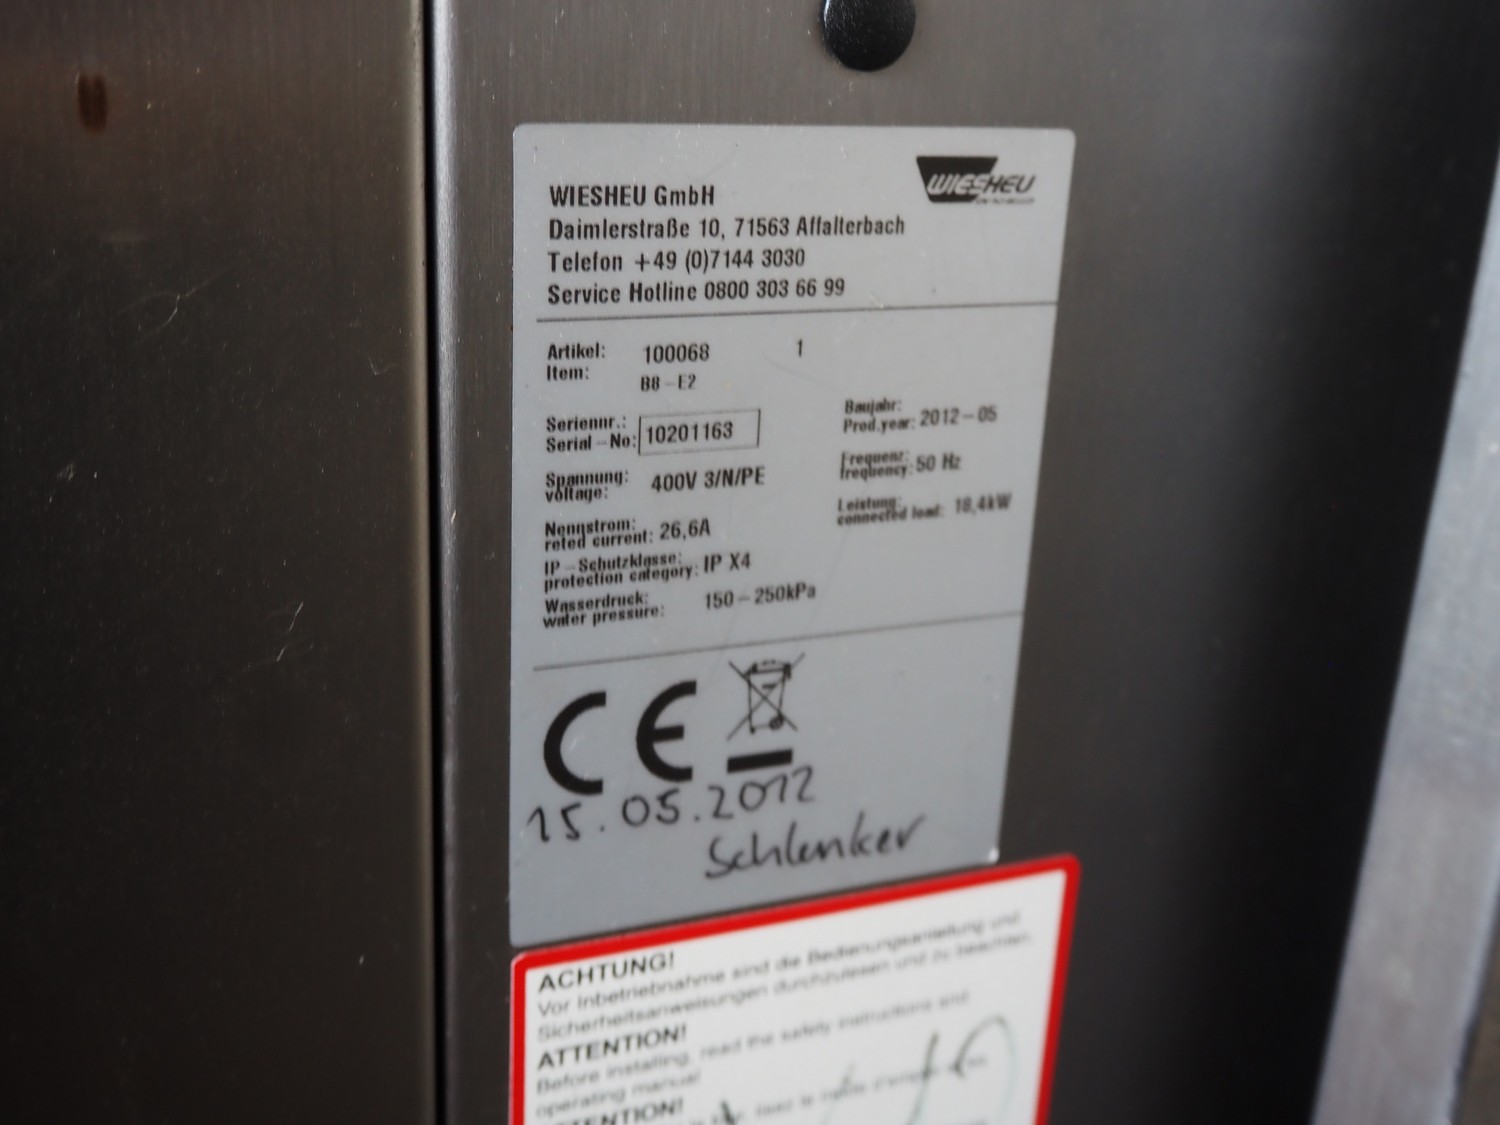 WIESHEU GmbH
WIESHEU
Daimlerstraße 10, 71563 Affalterbach
Telefon +49 (0)7144 3030
Service Hotline 0800 303 66 99
Artikel: 100068 1
Item: B8-E2
Seriennr.:
Serial-No: 10201163
Baujahr:
Prod.year: 2012-05
Spannung:
voltage: 400V 3/N/PE
Frequenz:
frequency: 50 Hz
Nennstrom:
reted current: 26,6A
Leistung:
connected load: 18,4kW
IP-Schutzklasse:
protection category: IP X4
Wasserdruck:
water pressure: 150-250kPa
CE
15.05.2012
Schlenker
ACHTUNG!
Vor Inbetriebnahme sind die Bedienungsanleitung und
Sicherheitsanweisungen durchzulesen und zu beachten.
ATTENTION!
Before installing, read the safety instructions and
operating manual
ATTENTION!